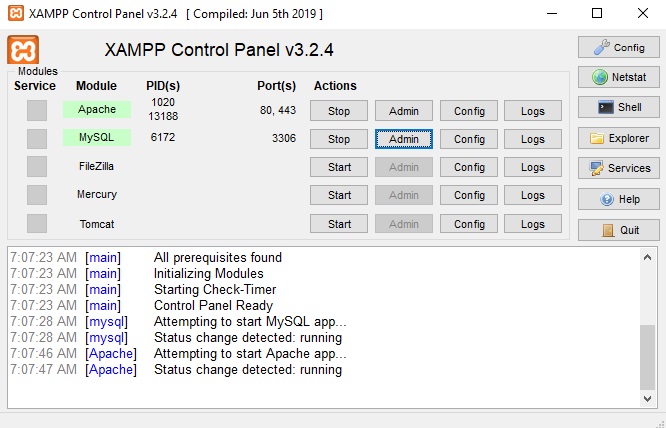 XAMPP Control Panel v3.2.4 [ Compiled: Jun 5th 2019 ]
XAMPP Control Panel v3.2.4
Config
Modules
Service Module PID(s) Port(s) Actions
Netstat
Apache 1020 13188 80, 443 Stop Admin Config Logs
Shell
MySQL 6172 3306 Stop Admin Config Logs
Explorer
FileZilla Start Admin Config Logs
Services
Mercury Start Admin Config Logs
Help
Tomcat Start Admin Config Logs
Quit
7:07:23 AM [main] All prerequisites found
7:07:23 AM [main] Initializing Modules
7:07:23 AM [main] Starting Check-Timer
7:07:23 AM [main] Control Panel Ready
7:07:28 AM [mysql] Attempting to start MySQL app...
7:07:28 AM [mysql] Status change detected: running
7:07:46 AM [Apache] Attempting to start Apache app...
7:07:47 AM [Apache] Status change detected: running